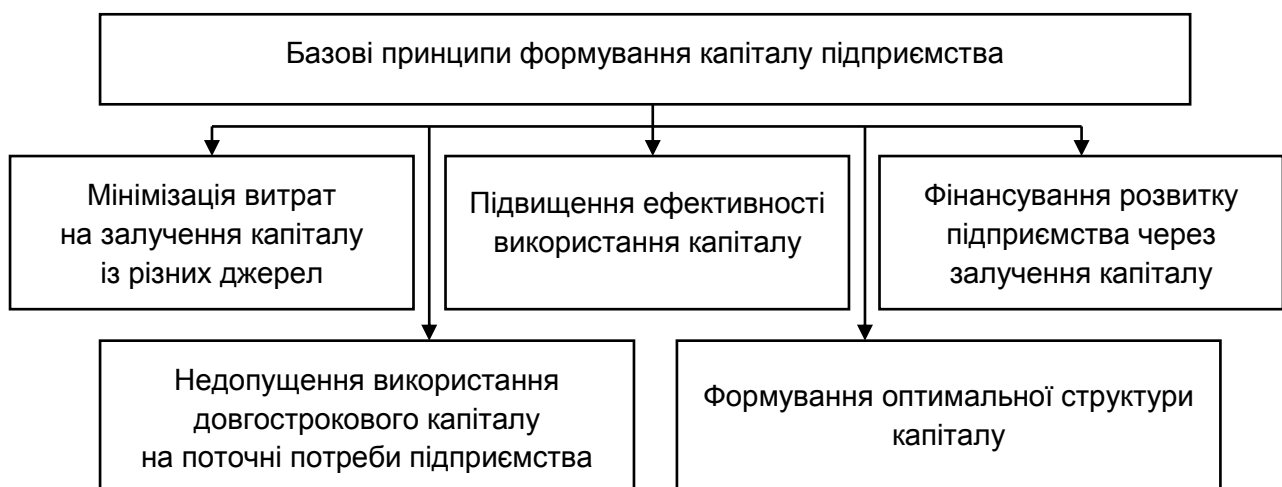 Базові принципи формування капіталу підприємства
Мінімізація витрат
на залучення капіталу
із різних джерел
Підвищення ефективності
використання капіталу
Фінансування розвитку
підприємства через
залучення капіталу
Недопущення використання
довгострокового капіталу
на поточні потреби підприємства
Формування оптимальної структури
капіталу